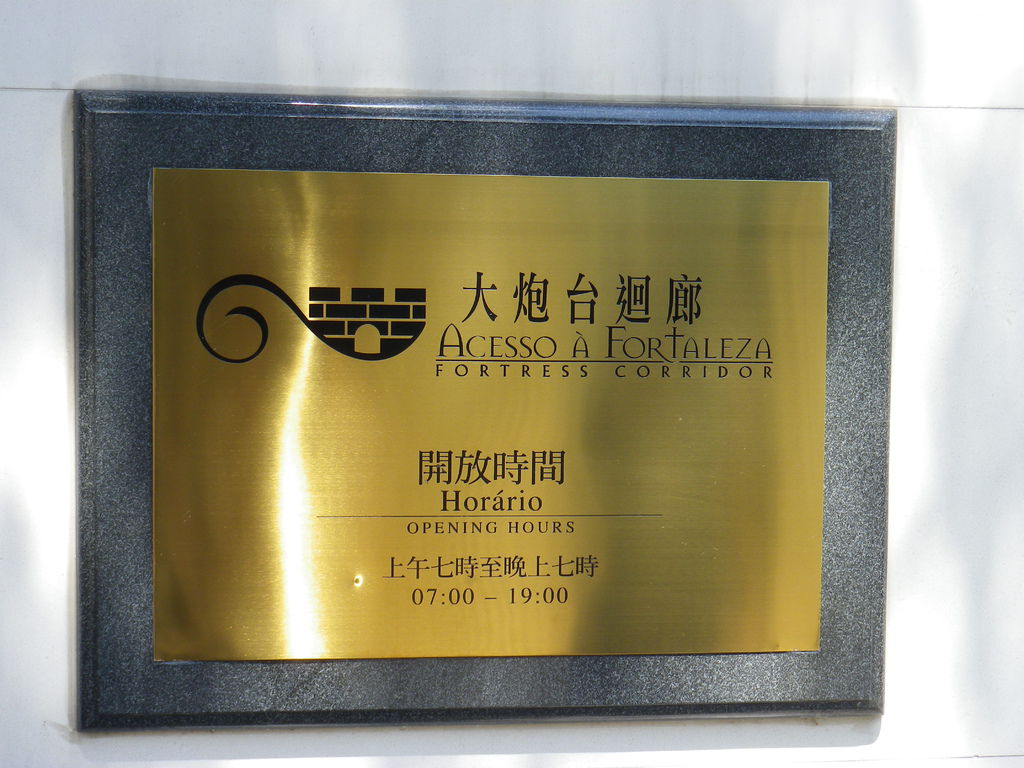 大炮台迴廊
ACESSO À FORTALEZA
FORTRESS CORRIDOR
開放時間
Horário
OPENING HOURS
上午七時至晚上七時
07:00 – 19:00